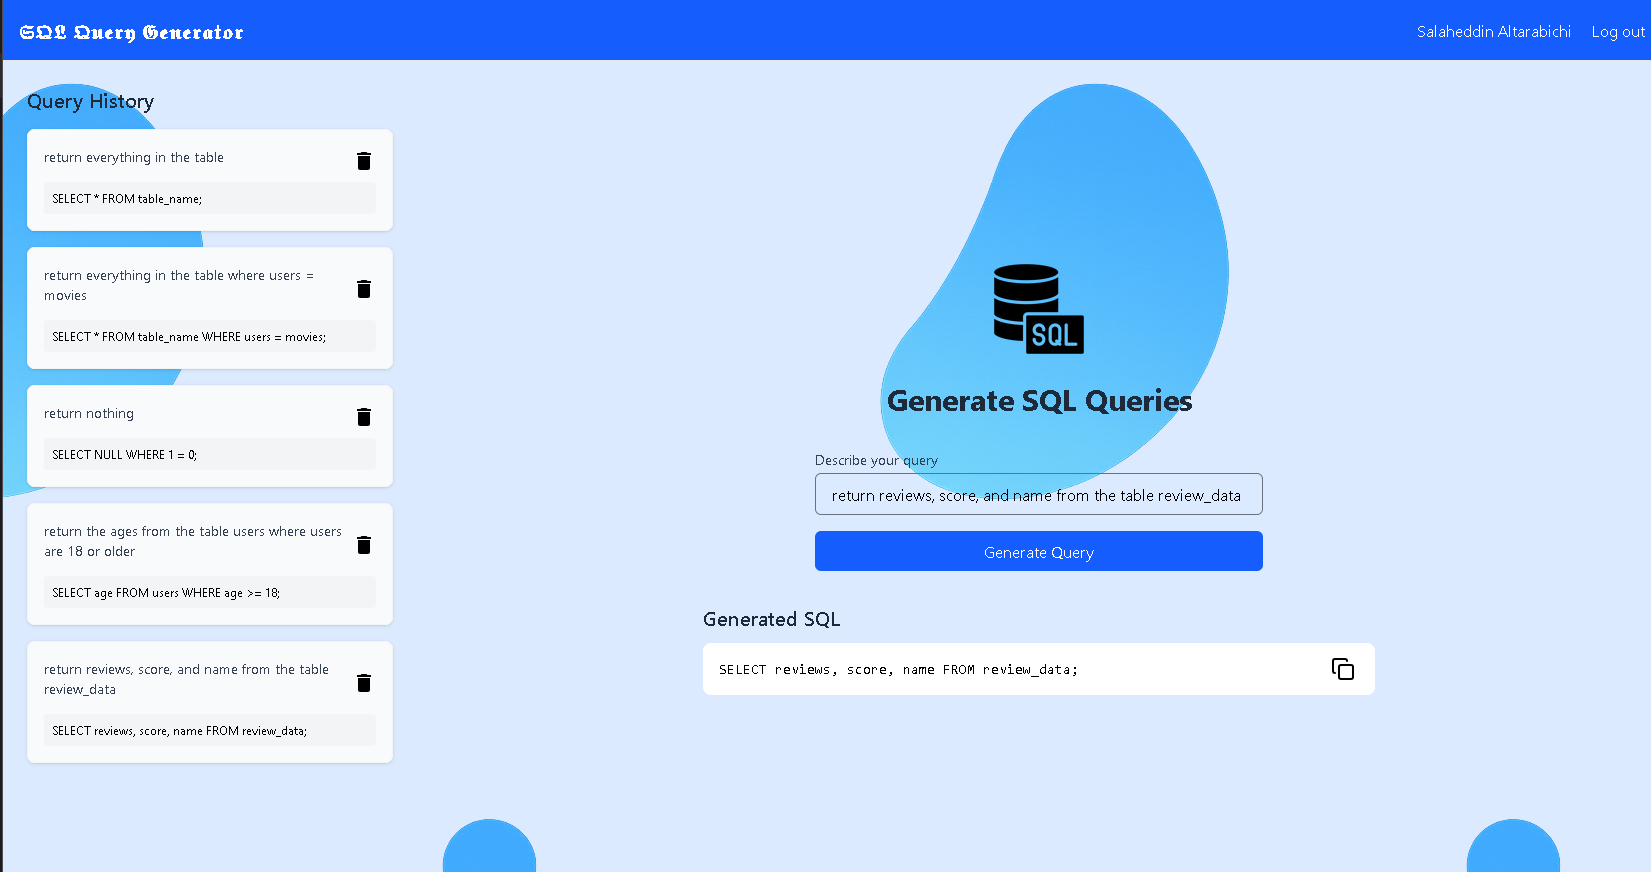 SQL Query Generator
Salaheddin Altarabichi
Log out
Query History
return everything in the table
SELECT * FROM table_name;
return everything in the table where users =
movies
SELECT * FROM table_name WHERE users = movies;
return nothing
SELECT NULL WHERE 1 = 0;
return the ages from the table users where users
are 18 or older
SELECT age FROM users WHERE age >= 18;
return reviews, score, and name from the table
review_data
SELECT reviews, score, name FROM review_data;
SQL
Generate SQL Queries
Describe your query
return reviews, score, and name from the table review_data
Generate Query
Generated SQL
SELECT reviews, score, name FROM review_data;